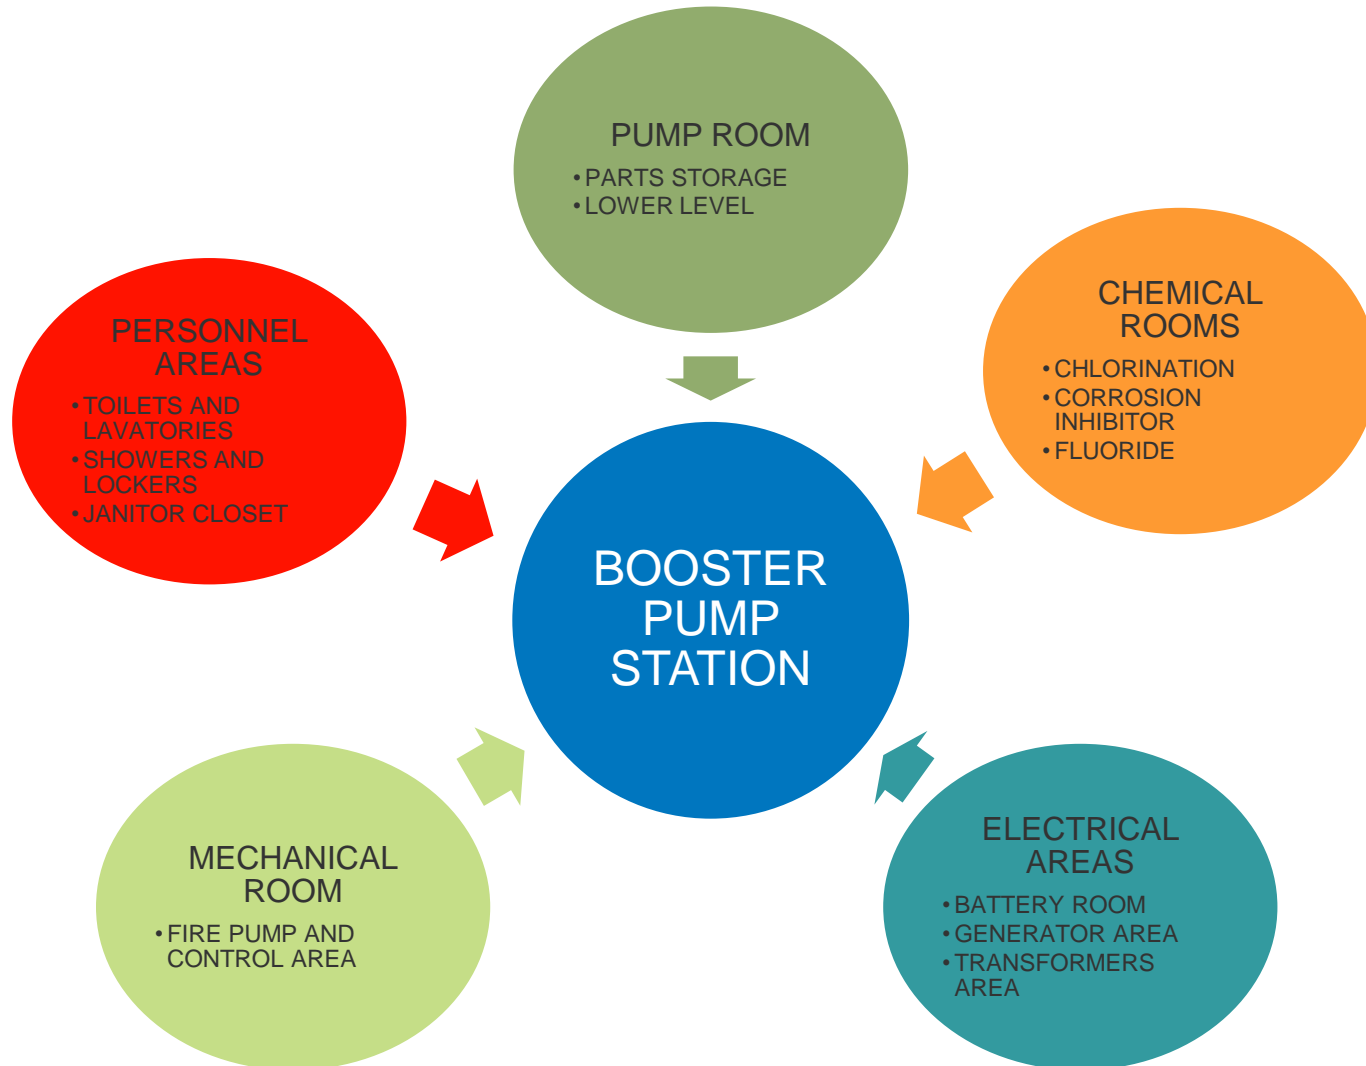 PUMP ROOM
• PARTS STORAGE
• LOWER LEVEL
CHEMICAL
ROOMS
• CHLORINATION
• CORROSION
INHIBITOR
• FLUORIDE
PERSONNEL
AREAS
• TOILETS AND
LAVATORIES
• SHOWERS AND
LOCKERS
• JANITOR CLOSET
BOOSTER
PUMP
STATION
MECHANICAL
ROOM
• FIRE PUMP AND
CONTROL AREA
ELECTRICAL
AREAS
• BATTERY ROOM
• GENERATOR AREA
• TRANSFORMERS
AREA